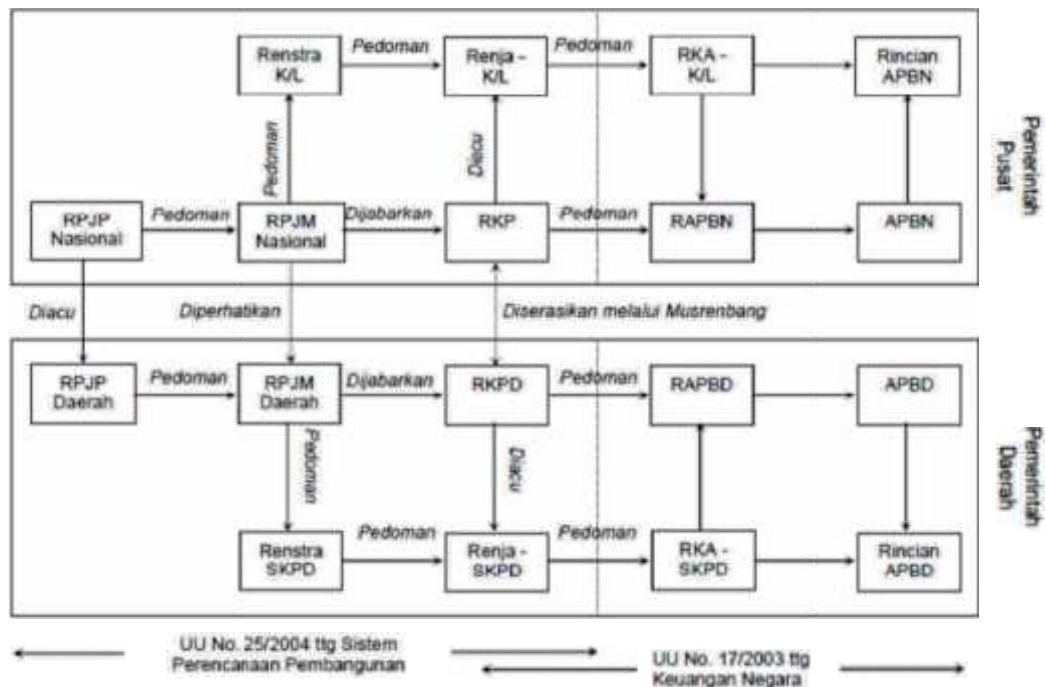 Renstra
K/L
Pedoman
Renja -
K/L
Pedoman
RKA -
K/L
Rincian
APBN
Pedoman
Diacu
Pemerintah
Pusat
RPJP
Nasional
Pedoman
RPJM
Nasional
Dijabarkan
RKP
Pedoman
RAPBN
APBN
Diacu
Diperhatikan
Diserasikan melalui Musrenbang
RPJP
Daerah
Pedoman
RPJM
Daerah
Dijabarkan
RKPD
Pedoman
RAPBD
APBD
Pedoman
Diacu
Pemerintah
Daerah
Renstra
SKPD
Pedoman
Renja -
SKPD
Pedoman
RKA -
SKPD
Rincian
APBD
UU No. 25/2004 ttg Sistem
Perencanaan Pembangunan
UU No. 17/2003 ttg
Keuangan Negara